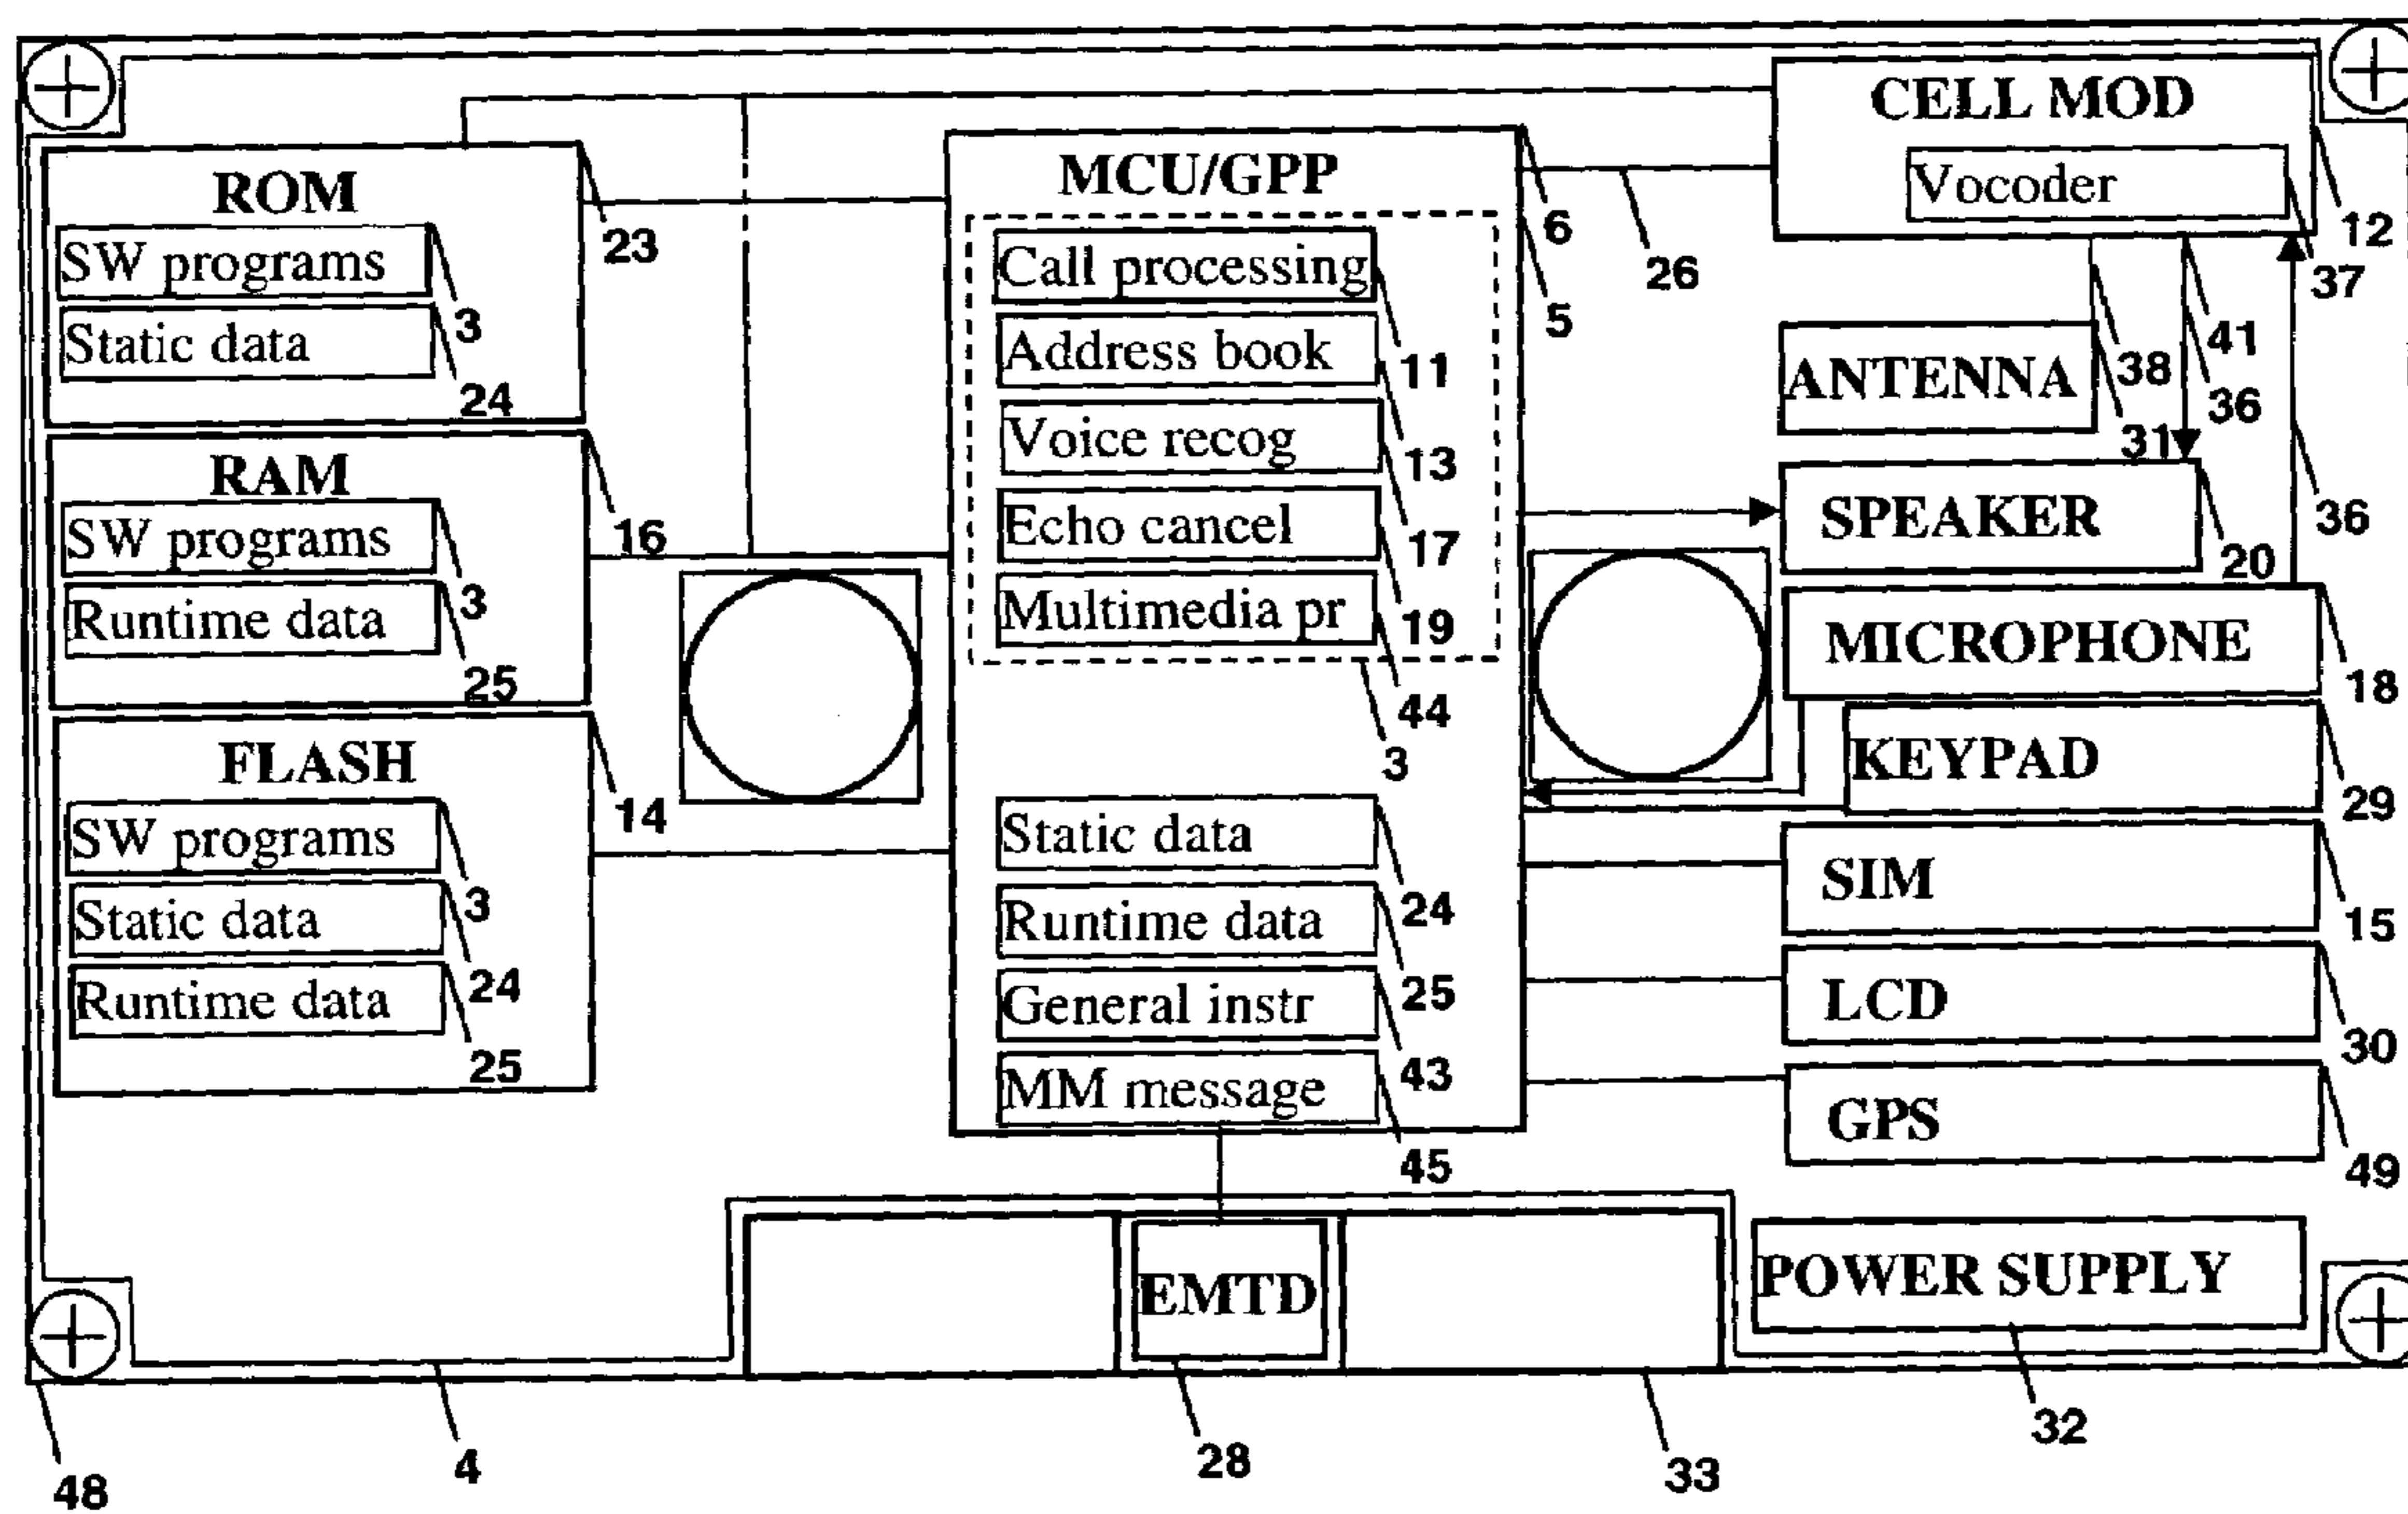 CELL MOD
Vocoder
12
37
ROM
23
SW programs
3
Static data
24
RAM
16
SW programs
3
Runtime data
25
FLASH
14
SW programs
3
Static data
24
Runtime data
25
MCU/GPP
6
5
26
Call processing
11
Address book
13
Voice recog
17
Echo cancel
19
Multimedia pr
44
3
Static data
24
Runtime data
25
General instr
43
MM message
45
41
38
36
ANTENNA
31
36
SPEAKER
20
MICROPHONE
18
KEYPAD
29
SIM
15
LCD
30
GPS
49
EMTD
POWER SUPPLY
48
4
28
33
32